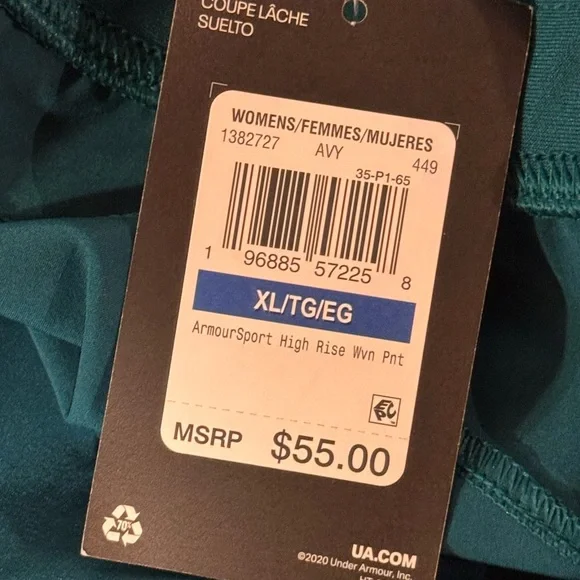 COUPE LÂCHE
SUELTO
WOMENS/FEMMES/MUJERES
1382727 AVY 449
35-P1-65
1 96885 57225 8
XL/TG/EG
ArmourSport High Rise Wvn Pnt
EPC
MSRP $55.00
70%
UA.COM
©2020 Under Armour, Inc.